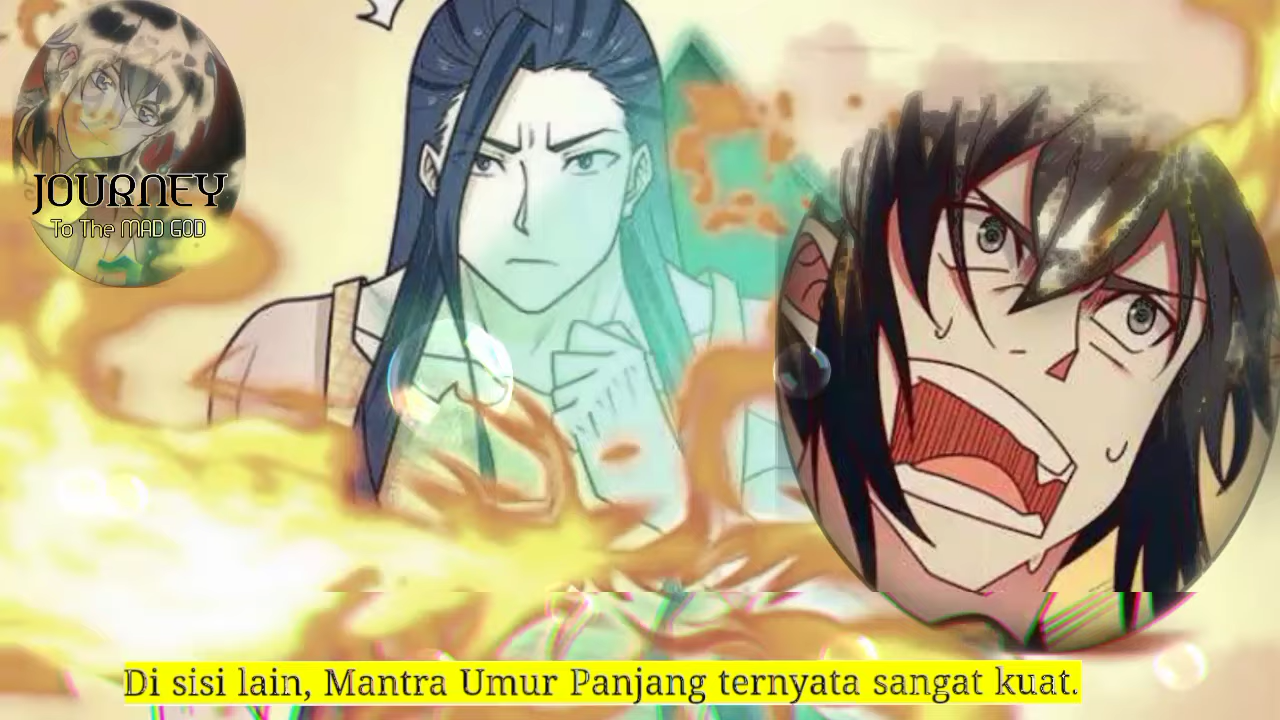 JOURNEY
To The MAD GOD
Di sisi lain, Mantra Umur Panjang ternyata sangat kuat.